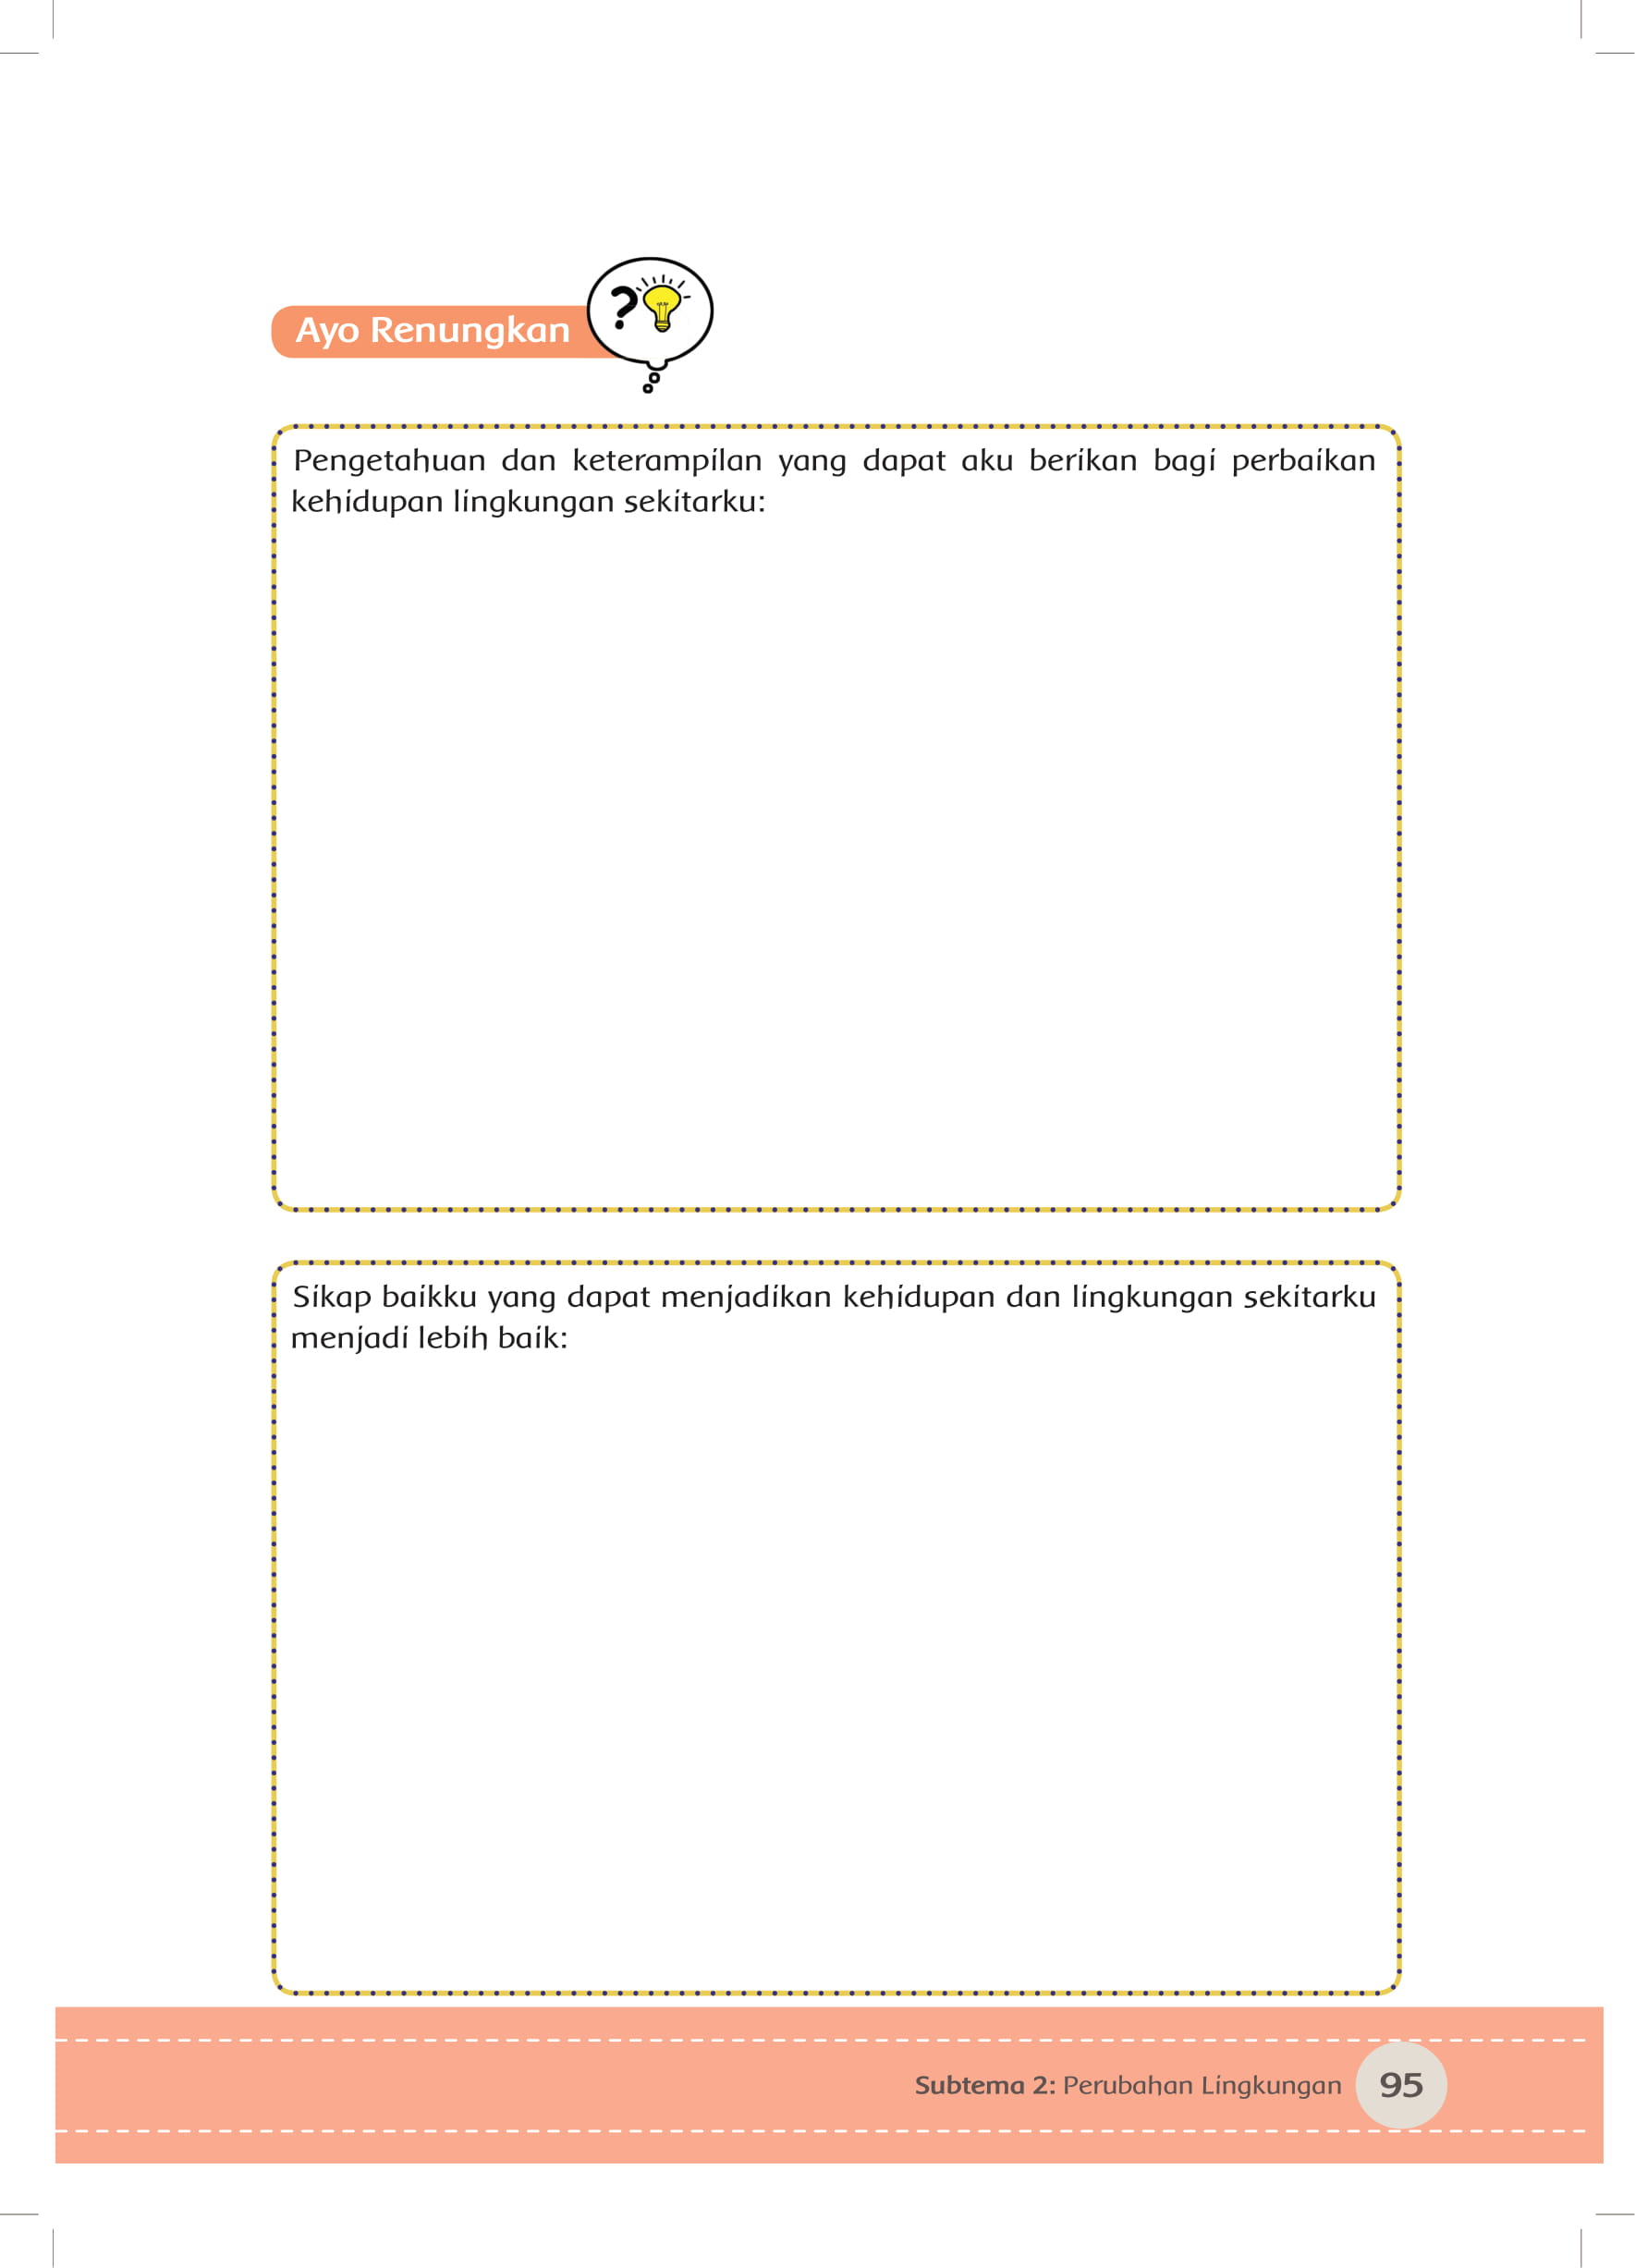 Ayo Renungkan
?
Pengetahuan dan keterampilan yang dapat aku berikan bagi perbaikan
kehidupan lingkungan sekitarku:
Sikap baikku yang dapat menjadikan kehidupan dan lingkungan sekitarku
menjadi lebih baik:
Subtema 2: Perubahan Lingkungan 95